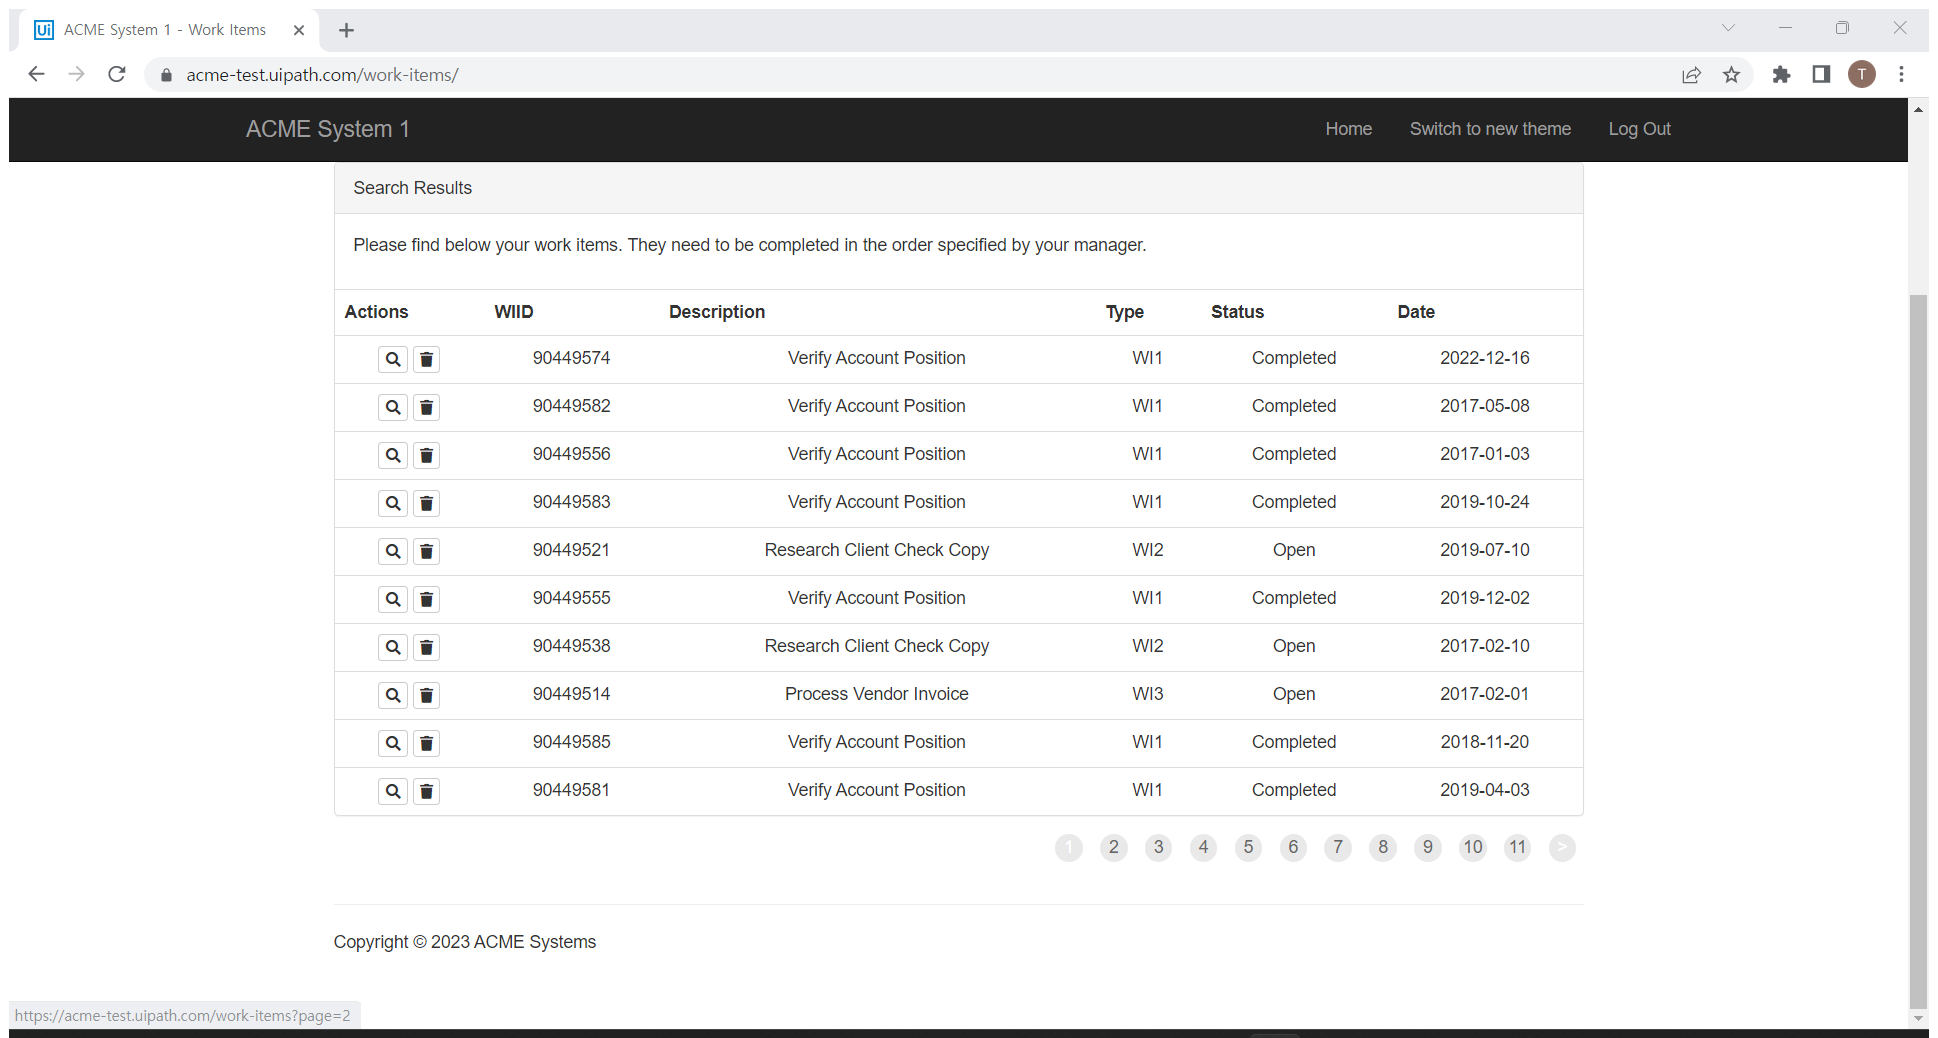 Ui ACME System 1 - Work Items
acme-test.uipath.com/work-items/
T
ACME System 1 Home Switch to new theme Log Out
Search Results
Please find below your work items. They need to be completed in the order specified by your manager.
Actions WIID Description Type Status Date
90449574 Verify Account Position WI1 Completed 2022-12-16
90449582 Verify Account Position WI1 Completed 2017-05-08
90449556 Verify Account Position WI1 Completed 2017-01-03
90449583 Verify Account Position WI1 Completed 2019-10-24
90449521 Research Client Check Copy WI2 Open 2019-07-10
90449555 Verify Account Position WI1 Completed 2019-12-02
90449538 Research Client Check Copy WI2 Open 2017-02-10
90449514 Process Vendor Invoice WI3 Open 2017-02-01
90449585 Verify Account Position WI1 Completed 2018-11-20
90449581 Verify Account Position WI1 Completed 2019-04-03
1 2 3 4 5 6 7 8 9 10 11 >
Copyright © 2023 ACME Systems
https://acme-test.uipath.com/work-items?page=2